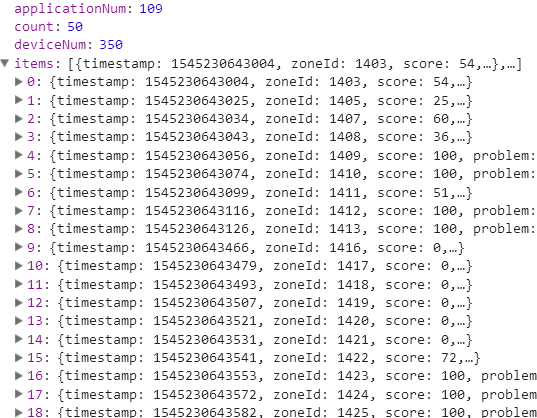 applicationNum: 109
count: 50
deviceNum: 350
▼ items: [{timestamp: 1545230643004, zoneId: 1403, score: 54,…},…]
▶ 0: {timestamp: 1545230643004, zoneId: 1403, score: 54,…}
▶ 1: {timestamp: 1545230643025, zoneId: 1405, score: 25,…}
▶ 2: {timestamp: 1545230643034, zoneId: 1407, score: 60,…}
▶ 3: {timestamp: 1545230643043, zoneId: 1408, score: 36,…}
▶ 4: {timestamp: 1545230643056, zoneId: 1409, score: 100, problem:
▶ 5: {timestamp: 1545230643074, zoneId: 1410, score: 100, problem:
▶ 6: {timestamp: 1545230643099, zoneId: 1411, score: 51,…}
▶ 7: {timestamp: 1545230643116, zoneId: 1412, score: 100, problem:
▶ 8: {timestamp: 1545230643126, zoneId: 1413, score: 100, problem:
▶ 9: {timestamp: 1545230643466, zoneId: 1416, score: 0,…}
▶ 10: {timestamp: 1545230643479, zoneId: 1417, score: 0,…}
▶ 11: {timestamp: 1545230643493, zoneId: 1418, score: 0,…}
▶ 12: {timestamp: 1545230643507, zoneId: 1419, score: 0,…}
▶ 13: {timestamp: 1545230643521, zoneId: 1420, score: 0,…}
▶ 14: {timestamp: 1545230643531, zoneId: 1421, score: 0,…}
▶ 15: {timestamp: 1545230643541, zoneId: 1422, score: 72,…}
▶ 16: {timestamp: 1545230643553, zoneId: 1423, score: 100, problem
▶ 17: {timestamp: 1545230643572, zoneId: 1424, score: 100, problem
▶ 18: {timestamp: 1545230643582, zoneId: 1425, score: 100, problem